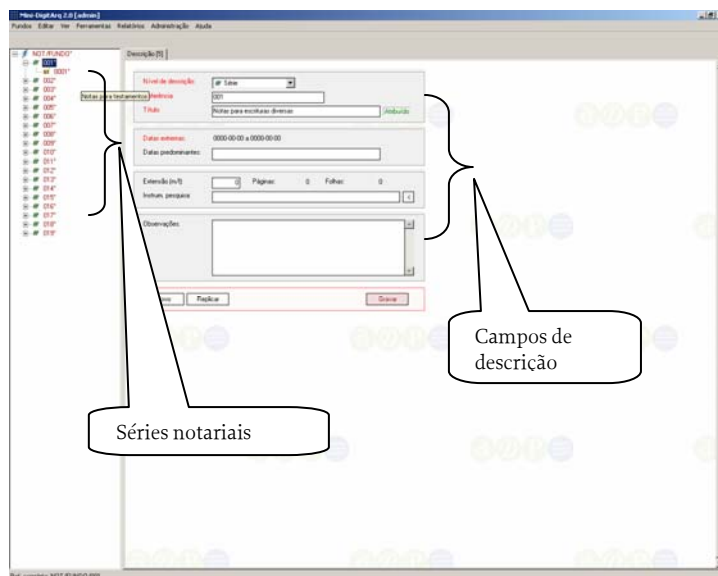 Mini-DigitArq 2.0 [admin]
Fundos Editar Ver Ferramentas Relatórios Administração Ajuda
NOT/FUNDO*
001*
0001*
002*
003*
004*
005*
006*
007*
008*
009*
010*
011*
012*
013*
014*
015*
016*
017*
018*
019*
Notas para testamentos
Descrição [5]
Nível de descrição: Série
Referência 001
Título: Notas para escrituras diversas Atribuído
Datas extremas: 0000-00-00 a 0000-00-00
Datas predominantes:
Extensão (m/l): 0 Páginas: 0 Folhas: 0
Instrum. pesquisa: <
Observações:
Replicar Gravar
Campos de
descrição
Séries notariais